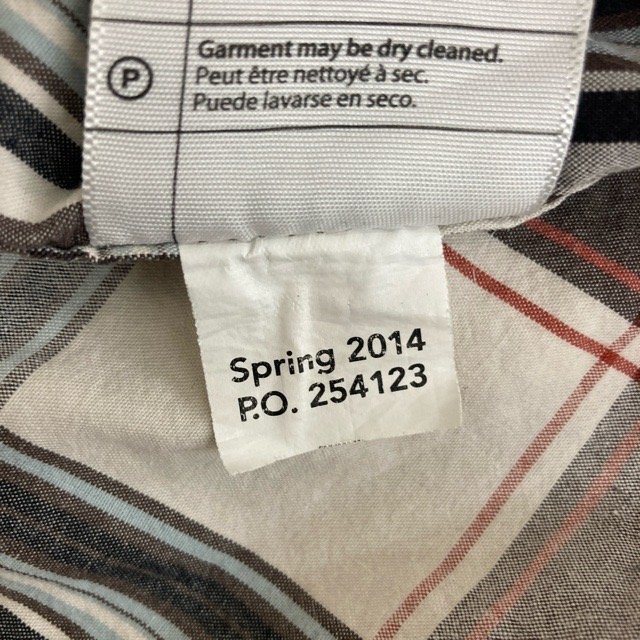 P
Garment may be dry cleaned.
Peut être nettoyé à sec.
Puede lavarse en seco.
Spring 2014
P.O. 254123